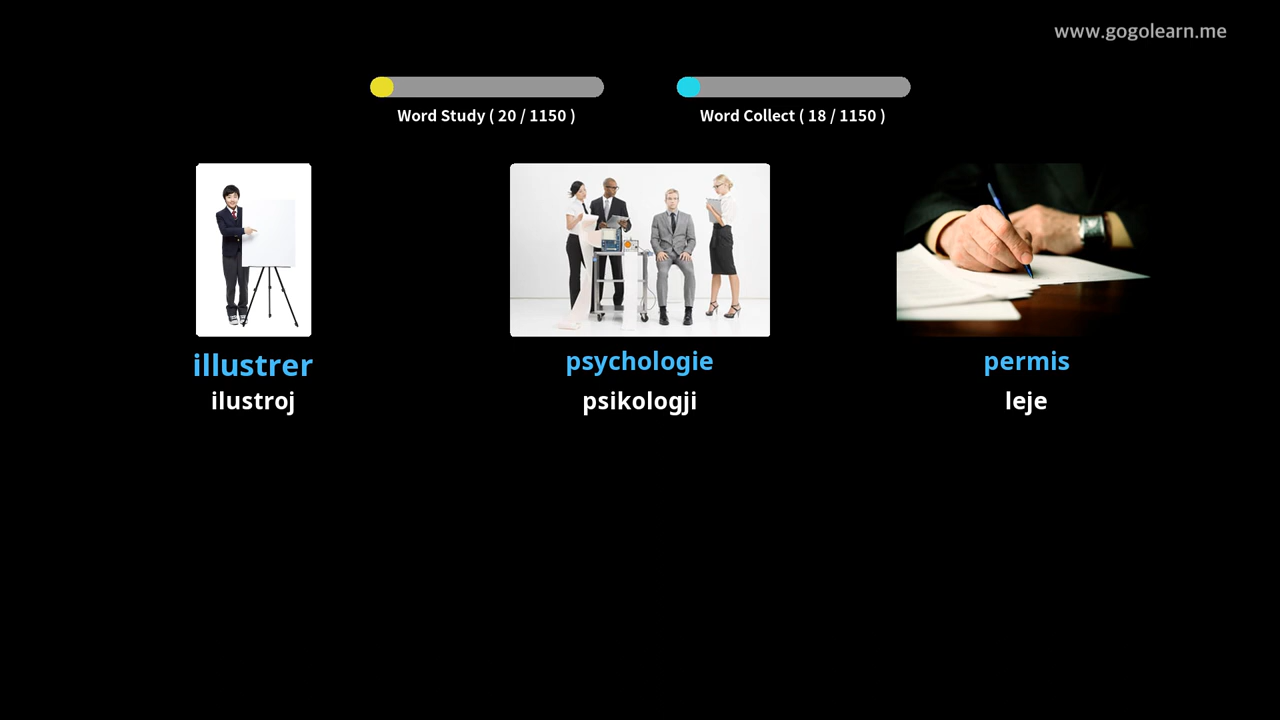 www.gogolearn.me
Word Study ( 20 / 1150 )
Word Collect ( 18 / 1150 )
illustrer
psychologie
permis
ilustroj
psikologji
leje